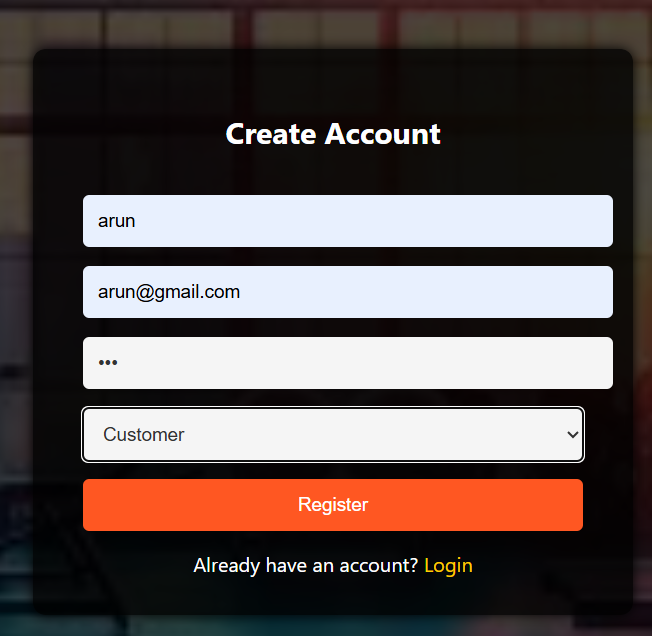 Create Account
arun
arun@gmail.com
•••
Customer
Register
Already have an account? Login